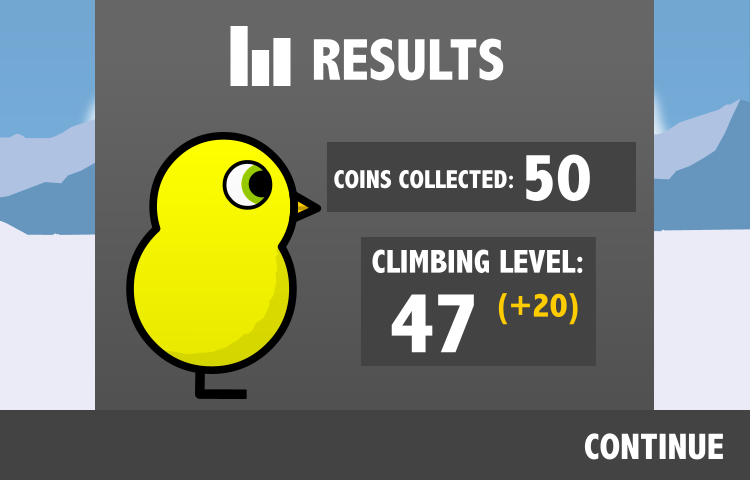 RESULTS
COINS COLLECTED: 50
CLIMBING LEVEL:
47 (+20)
CONTINUE